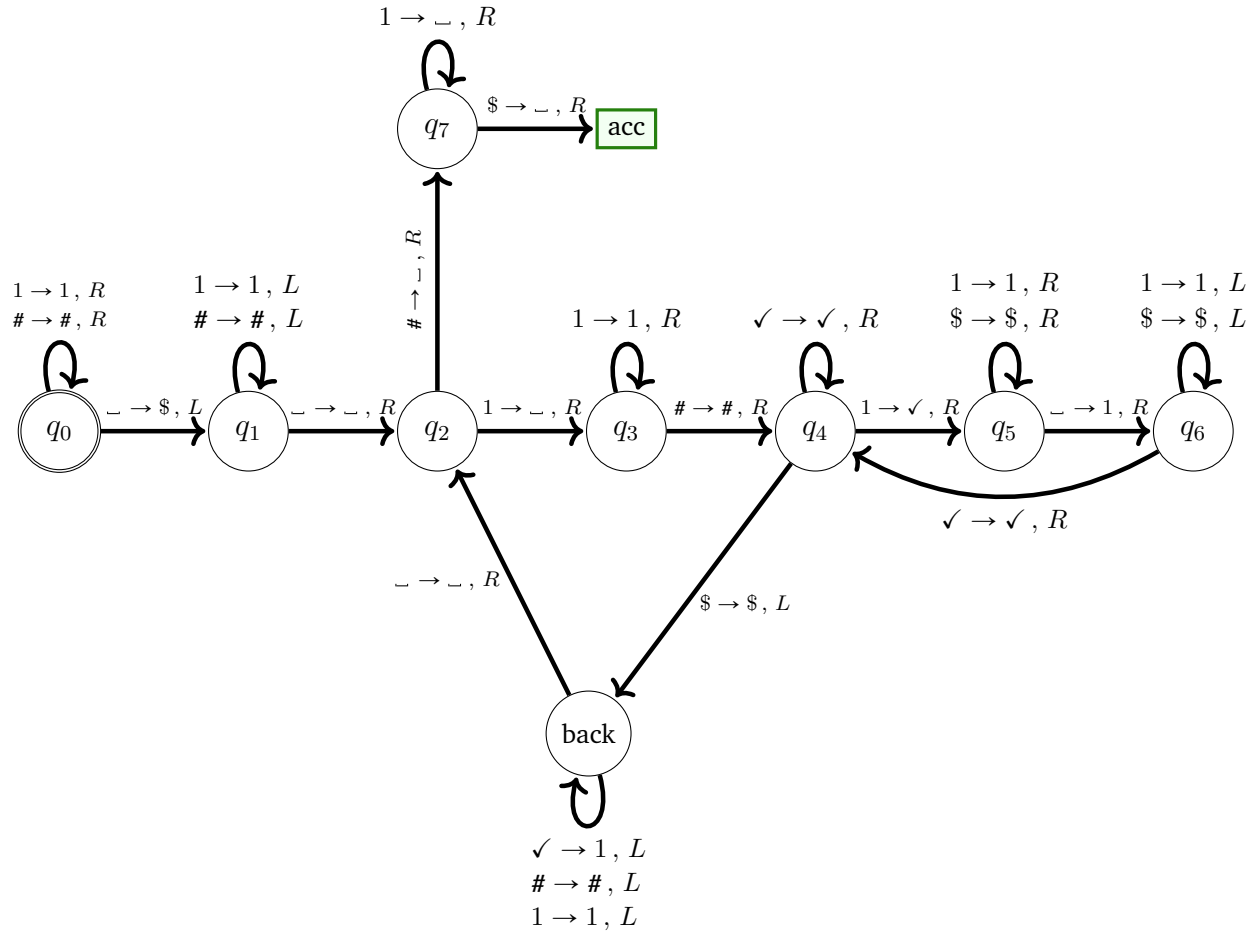 1 → ␣ , R
$ → ␣ , R
q7
acc
# → ␣ , R
1 → 1 , R
# → # , R
1 → 1 , L
# → # , L
1 → 1 , R
✓ → ✓ , R
1 → 1 , R
$ → $ , R
1 → 1 , L
$ → $ , L
q0
␣ → $ , L
q1
␣ → ␣ , R
q2
1 → ␣ , R
q3
# → # , R
q4
1 → ✓ , R
q5
␣ → 1 , R
q6
✓ → ✓ , R
␣ → ␣ , R
$ → $ , L
back
✓ → 1 , L
# → # , L
1 → 1 , L